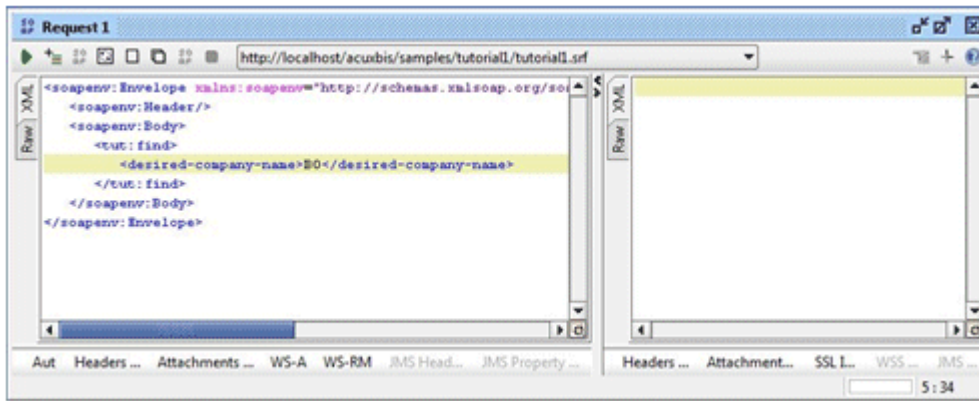 Request 1
http://localhost/acuxbis/samples/tutorial1/tutorial1.srf
XML
Raw
<soapenv:Envelope xmlns:soapenv="http://schemas.xmlsoap.org/soa
<soapenv:Header/>
<soapenv:Body>
<tut:find>
<desired-company-name>BO</desired-company-name>
</tut:find>
</soapenv:Body>
</soapenv:Envelope>
XML
Raw
Aut Headers ... Attachments ... WS-A WS-RM JMS Head... JMS Property ...
Headers ... Attachment... SSL I... WSS ... JMS ...
5 : 34